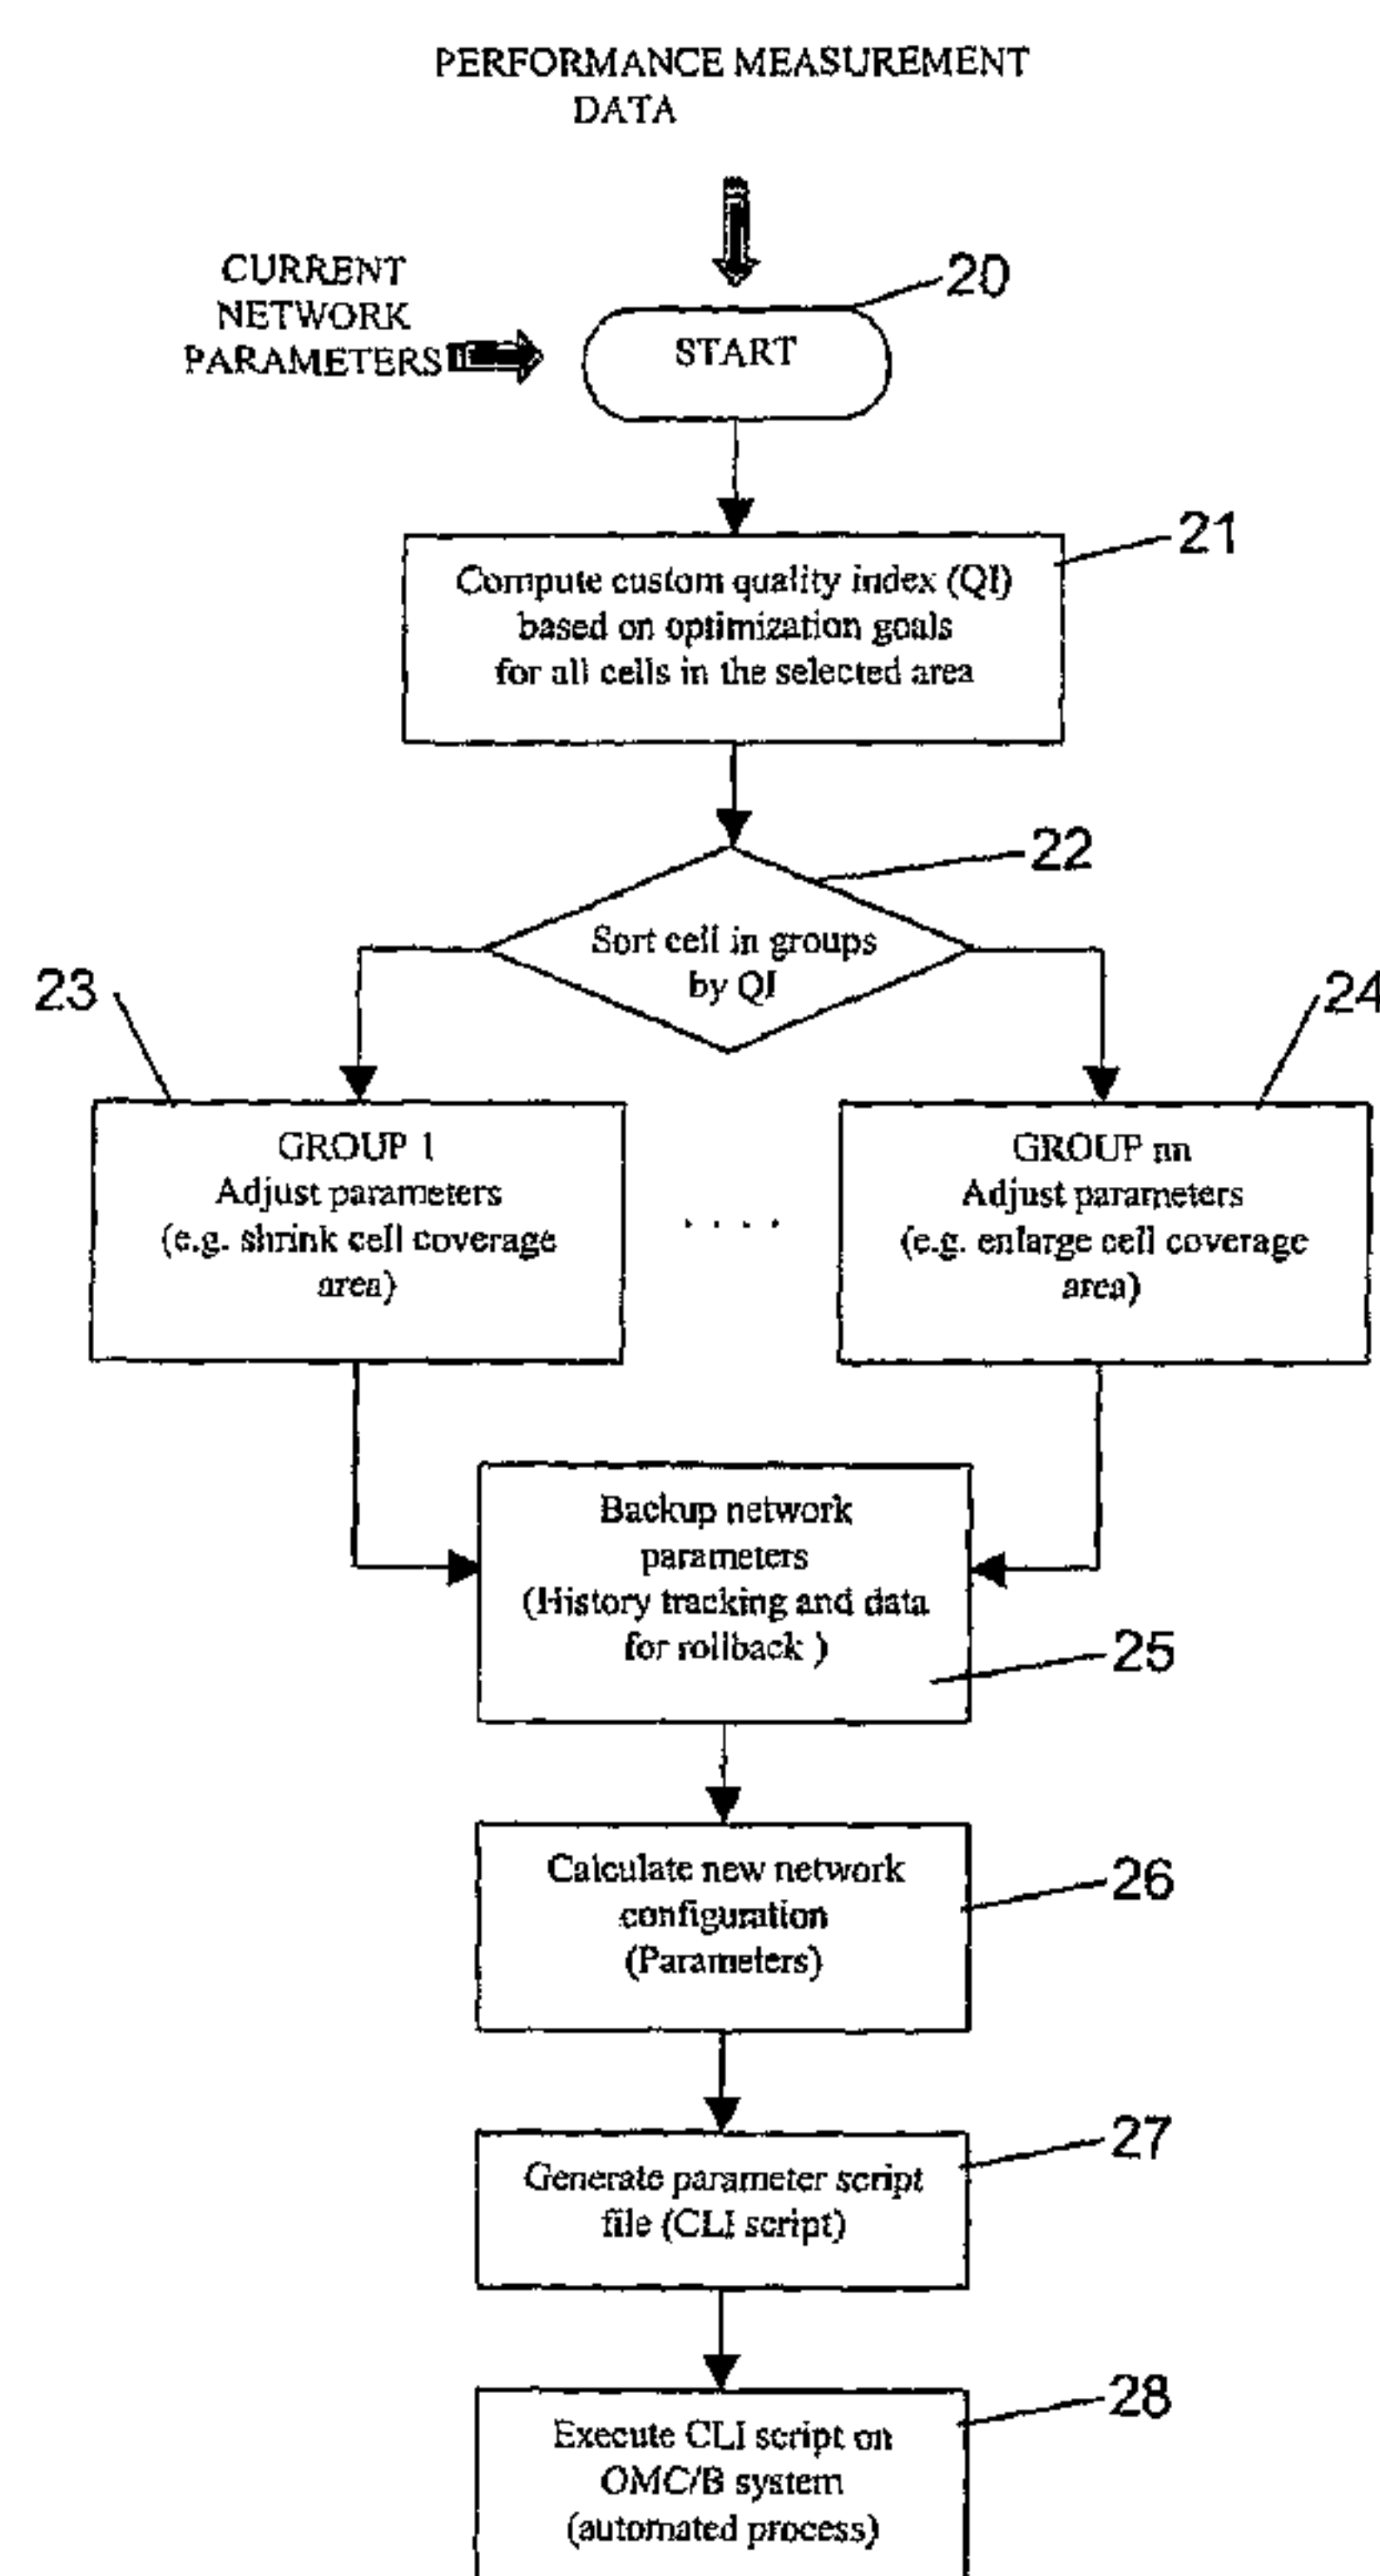 PERFORMANCE MEASUREMENT
DATA
CURRENT
NETWORK
PARAMETERS
20
START
21
Compute custom quality index (QI)
based on optimization goals
for all cells in the selected area
22
Sort cell in groups
by QI
23
24
GROUP 1
Adjust parameters
(e.g. shrink cell coverage
area)
. . . .
GROUP nn
Adjust parameters
(e.g. enlarge cell coverage
area)
Backup network
parameters
(History tracking and data
for rollback )
25
Calculate new network
configuration
(Parameters)
26
Generate parameter script
file (CLI script)
27
Execute CLI script on
OMC/B system
(automated process)
28